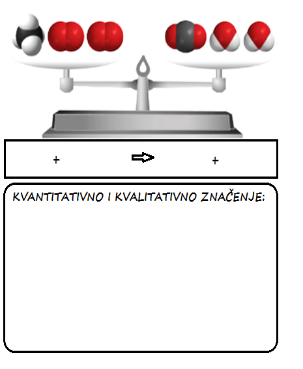 + ⇨ +
KVANTITATIVNO I KVALITATIVNO ZNAČENJE: